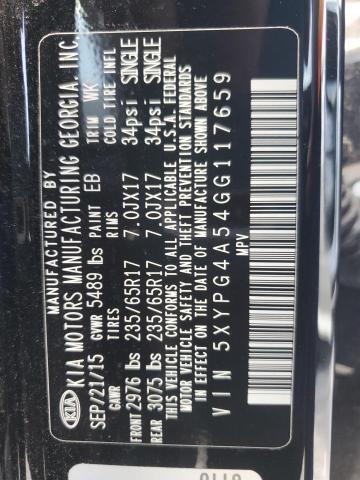 MANUFACTURED BY
KIA KIA MOTORS MANUFACTURING GEORGIA, INC.
SEP/21/15 GVWR 5489 lbs PAINT EB TRIM WK
GAWR TIRES RIMS COLD TIRE INFL
FRONT 2976 lbs 235/65R17 7.0JX17 34psi SINGLE
REAR 3075 lbs 235/65R17 7.0JX17 34psi SINGLE
THIS VEHICLE CONFORMS TO ALL APPLICABLE U.S.A. FEDERAL
MOTOR VEHICLE SAFETY AND THEFT PREVENTION STANDARDS
IN EFFECT ON THE DATE OF MANUFACTURE SHOWN ABOVE
VIN 5XYPG4A54GG117659
MPV